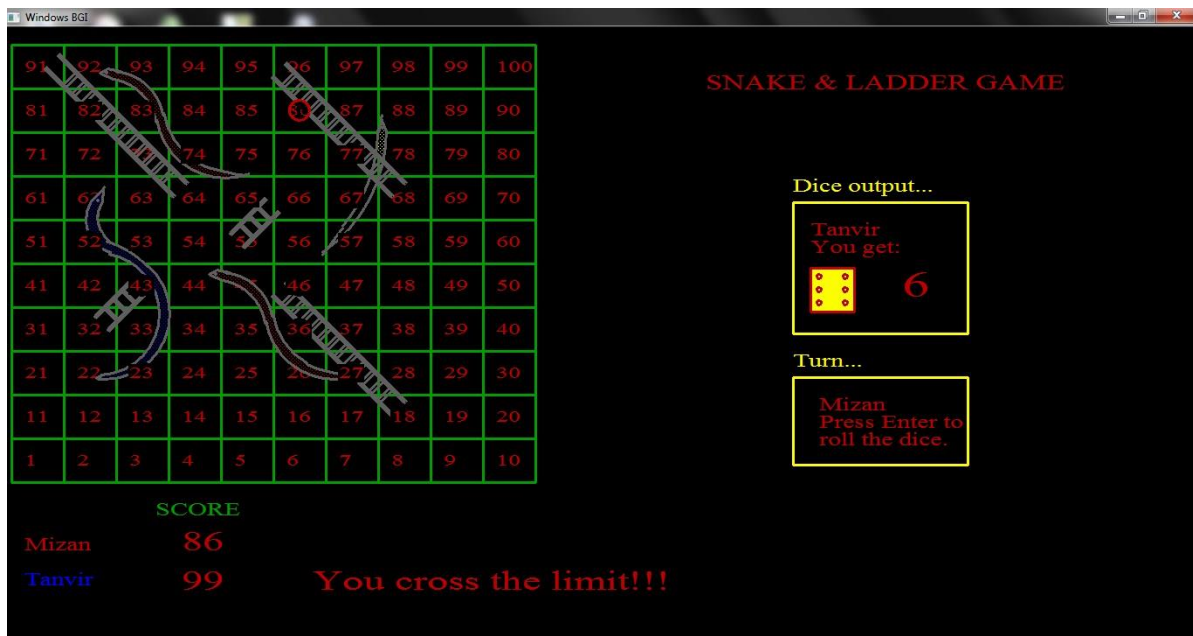 Windows BGI
SNAKE & LADDER GAME
91 92 93 94 95 96 97 98 99 100
81 82 83 84 85 86 87 88 89 90
71 72 73 74 75 76 77 78 79 80
61 62 63 64 65 66 67 68 69 70
51 52 53 54 55 56 57 58 59 60
41 42 43 44 46 47 48 49 50
31 32 33 34 35 36 37 38 39 40
21 22 23 24 25 26 27 28 29 30
11 12 13 14 15 16 17 18 19 20
1 2 3 4 5 6 7 8 9 10
Dice output...
Tanvir
You get:
6
Turn...
Mizan
Press Enter to
roll the dice.
SCORE
Mizan 86
Tanvir 99
You cross the limit!!!